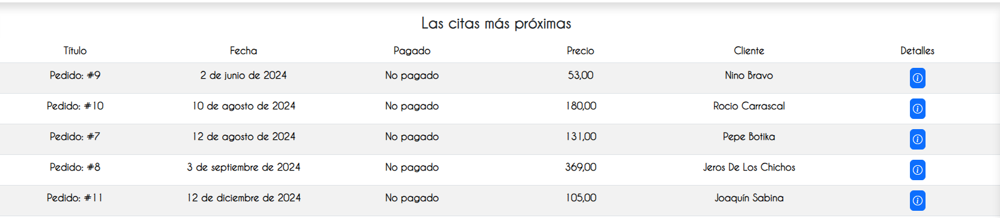 Las citas más próximas
Título Fecha Pagado Precio Cliente Detalles
Pedido: #9 2 de junio de 2024 No pagado 53,00 Nino Bravo
Pedido: #10 10 de agosto de 2024 No pagado 180,00 Rocio Carrascal
Pedido: #7 12 de agosto de 2024 No pagado 131,00 Pepe Botika
Pedido: #8 3 de septiembre de 2024 No pagado 369,00 Jeros De Los Chichos
Pedido: #11 12 de diciembre de 2024 No pagado 105,00 Joaquín Sabina